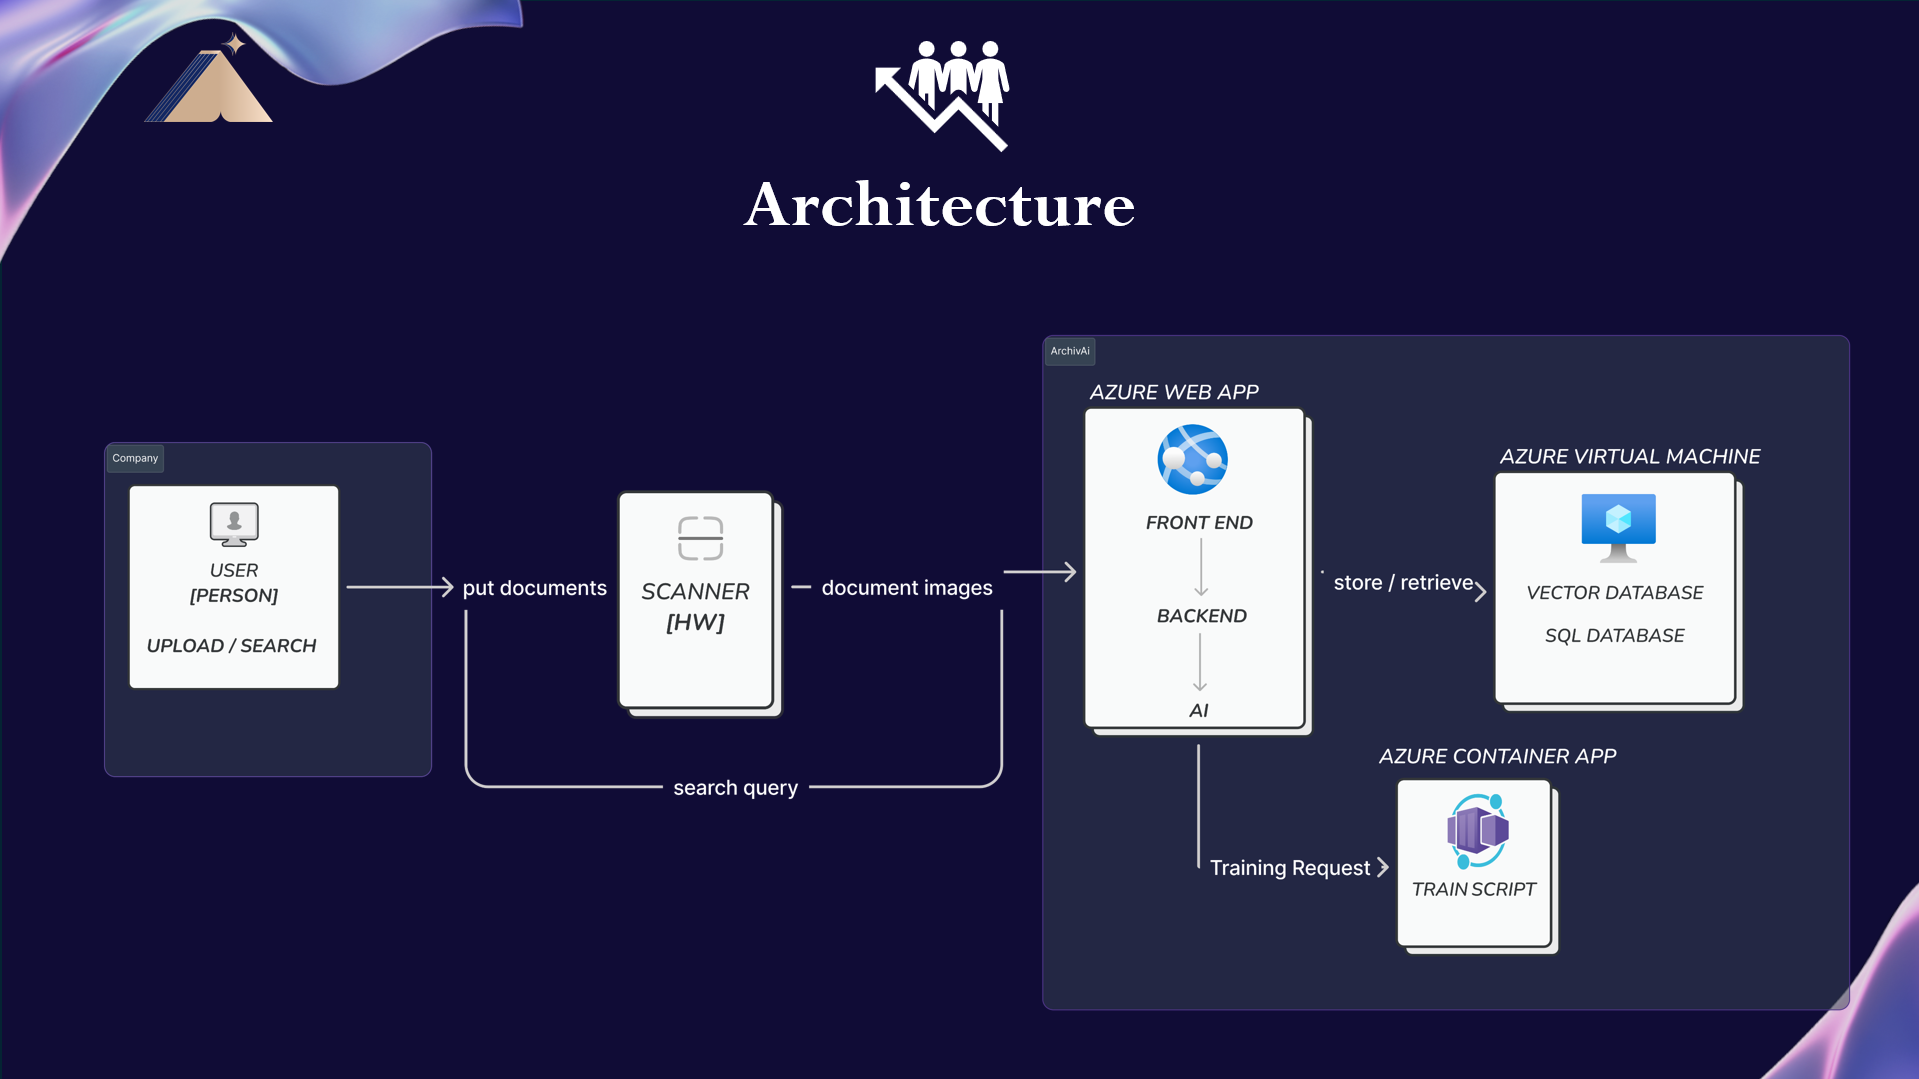 Architecture
Company
USER
[PERSON]
UPLOAD / SEARCH
put documents
SCANNER
[HW]
document images
search query
ArchivAi
AZURE WEB APP
FRONT END
BACKEND
AI
store / retrieve
AZURE VIRTUAL MACHINE
VECTOR DATABASE
SQL DATABASE
Training Request
AZURE CONTAINER APP
TRAIN SCRIPT